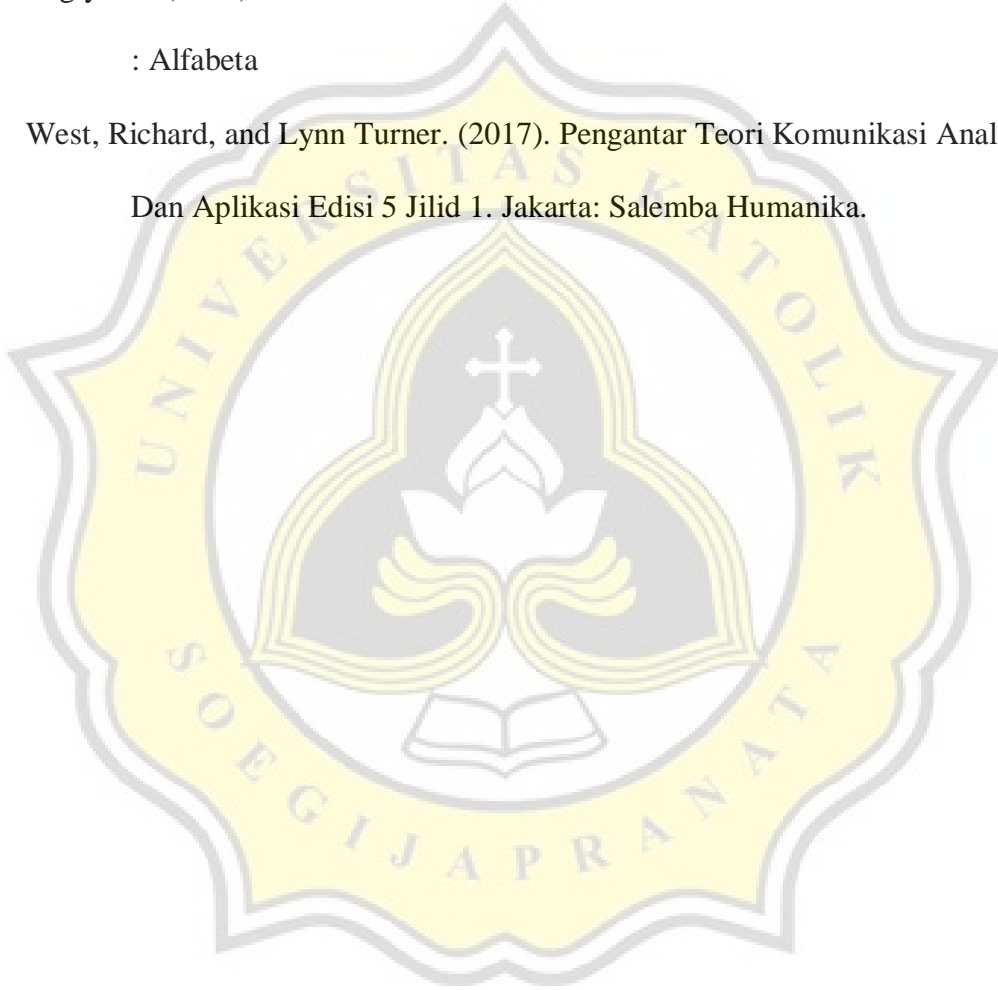 : Alfabeta
West, Richard, and Lynn Turner. (2017). Pengantar Teori Komunikasi Anal
Dan Aplikasi Edisi 5 Jilid 1. Jakarta: Salemba Humanika.
UNIVERSITAS KATOLIK
SOEGIJAPRANATA